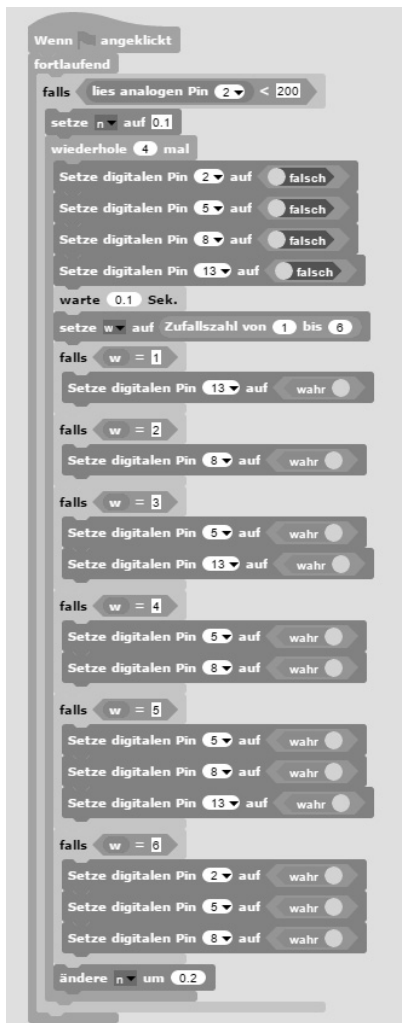 Wenn angeklickt
fortlaufend
falls lies analogen Pin 2 < 200
setze n auf 0.1
wiederhole 4 mal
Setze digitalen Pin 2 auf falsch
Setze digitalen Pin 5 auf falsch
Setze digitalen Pin 8 auf falsch
Setze digitalen Pin 13 auf falsch
warte 0.1 Sek.
setze w auf Zufallszahl von 1 bis 6
falls w = 1
Setze digitalen Pin 13 auf wahr
falls w = 2
Setze digitalen Pin 8 auf wahr
falls w = 3
Setze digitalen Pin 5 auf wahr
Setze digitalen Pin 13 auf wahr
falls w = 4
Setze digitalen Pin 5 auf wahr
Setze digitalen Pin 8 auf wahr
falls w = 5
Setze digitalen Pin 5 auf wahr
Setze digitalen Pin 8 auf wahr
Setze digitalen Pin 13 auf wahr
falls w = 6
Setze digitalen Pin 2 auf wahr
Setze digitalen Pin 5 auf wahr
Setze digitalen Pin 8 auf wahr
ändere n um 0.2